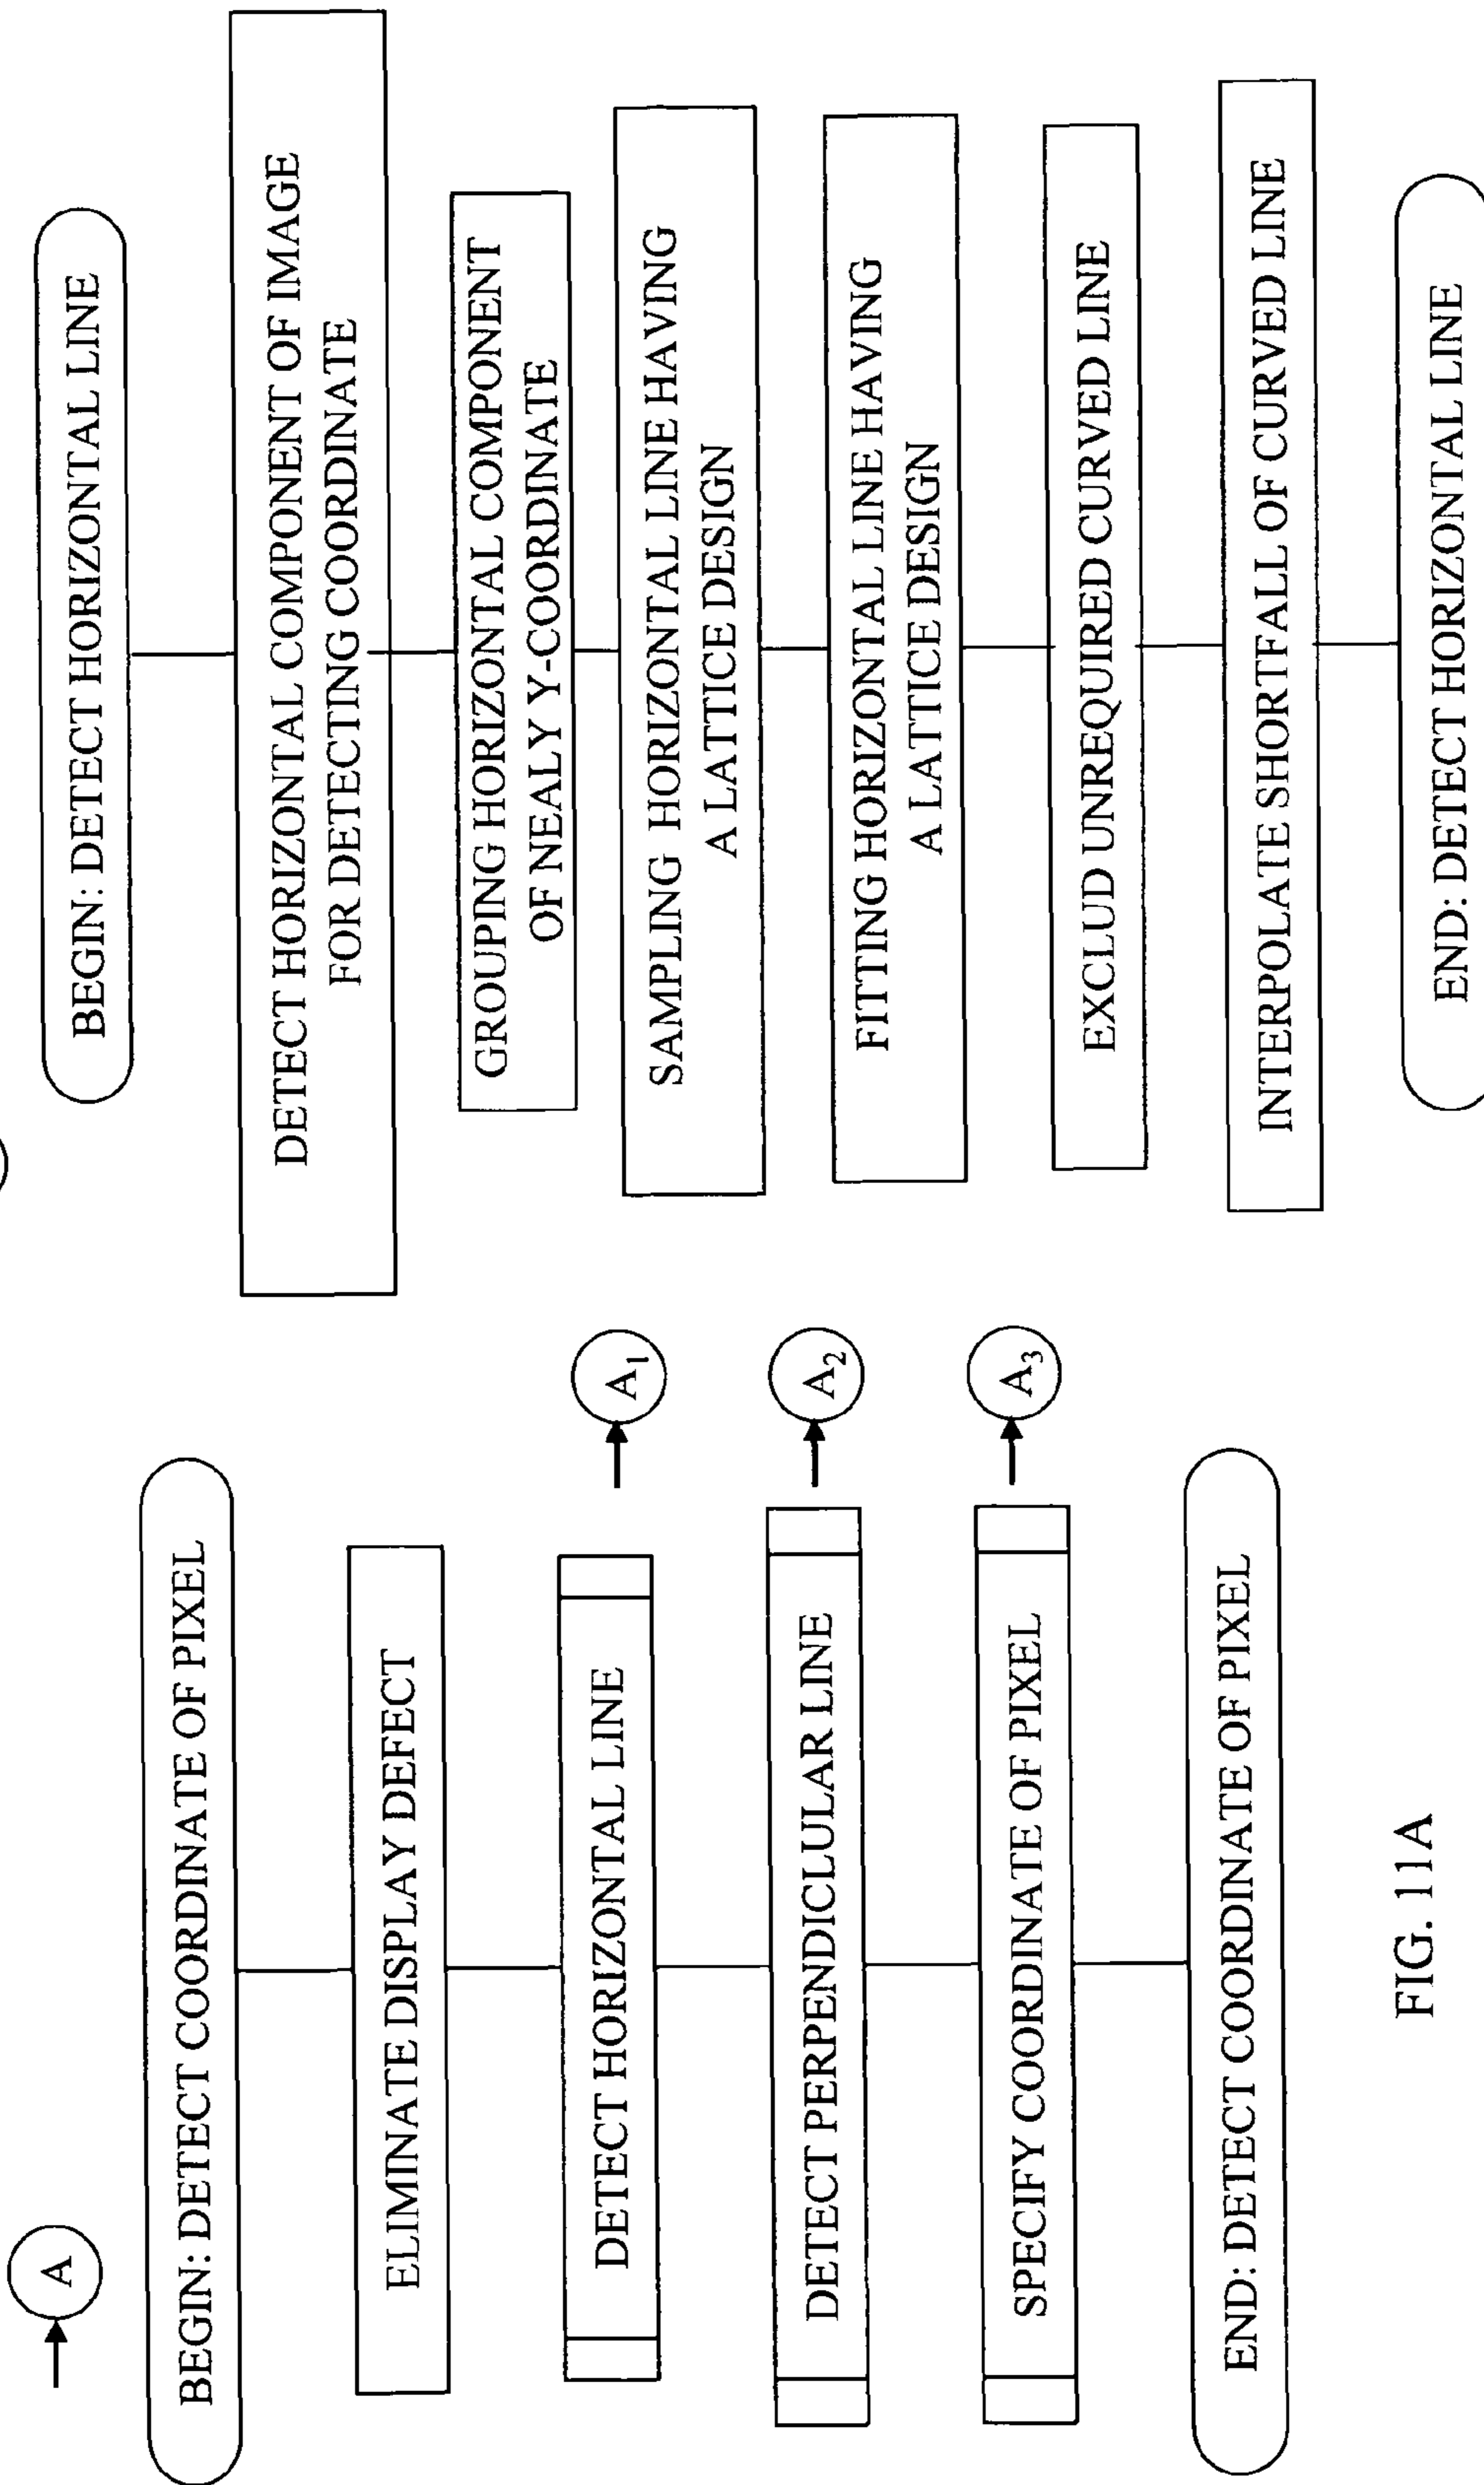 A
BEGIN: DETECT COORDINATE OF PIXEL
ELIMINATE DISPLAY DEFECT
DETECT HORIZONTAL LINE
A1
DETECT PERPENDICLULAR LINE
A2
SPECIFY COORDINATE OF PIXEL
A3
END: DETECT COORDINATE OF PIXEL
FIG. 11A
BEGIN: DETECT HORIZONTAL LINE
DETECT HORIZONTAL COMPONENT OF IMAGE
FOR DETECTING COORDINATE
GROUPING HORIZONTAL COMPONENT
OF NEALY Y-COORDINATE
SAMPLING HORIZONTAL LINE HAVING
A LATTICE DESIGN
FITTING HORIZONTAL LINE HAVING
A LATTICE DESIGN
EXCLUD UNREQUIRED CURVED LINE
INTERPOLATE SHORTFALL OF CURVED LINE
END: DETECT HORIZONTAL LINE